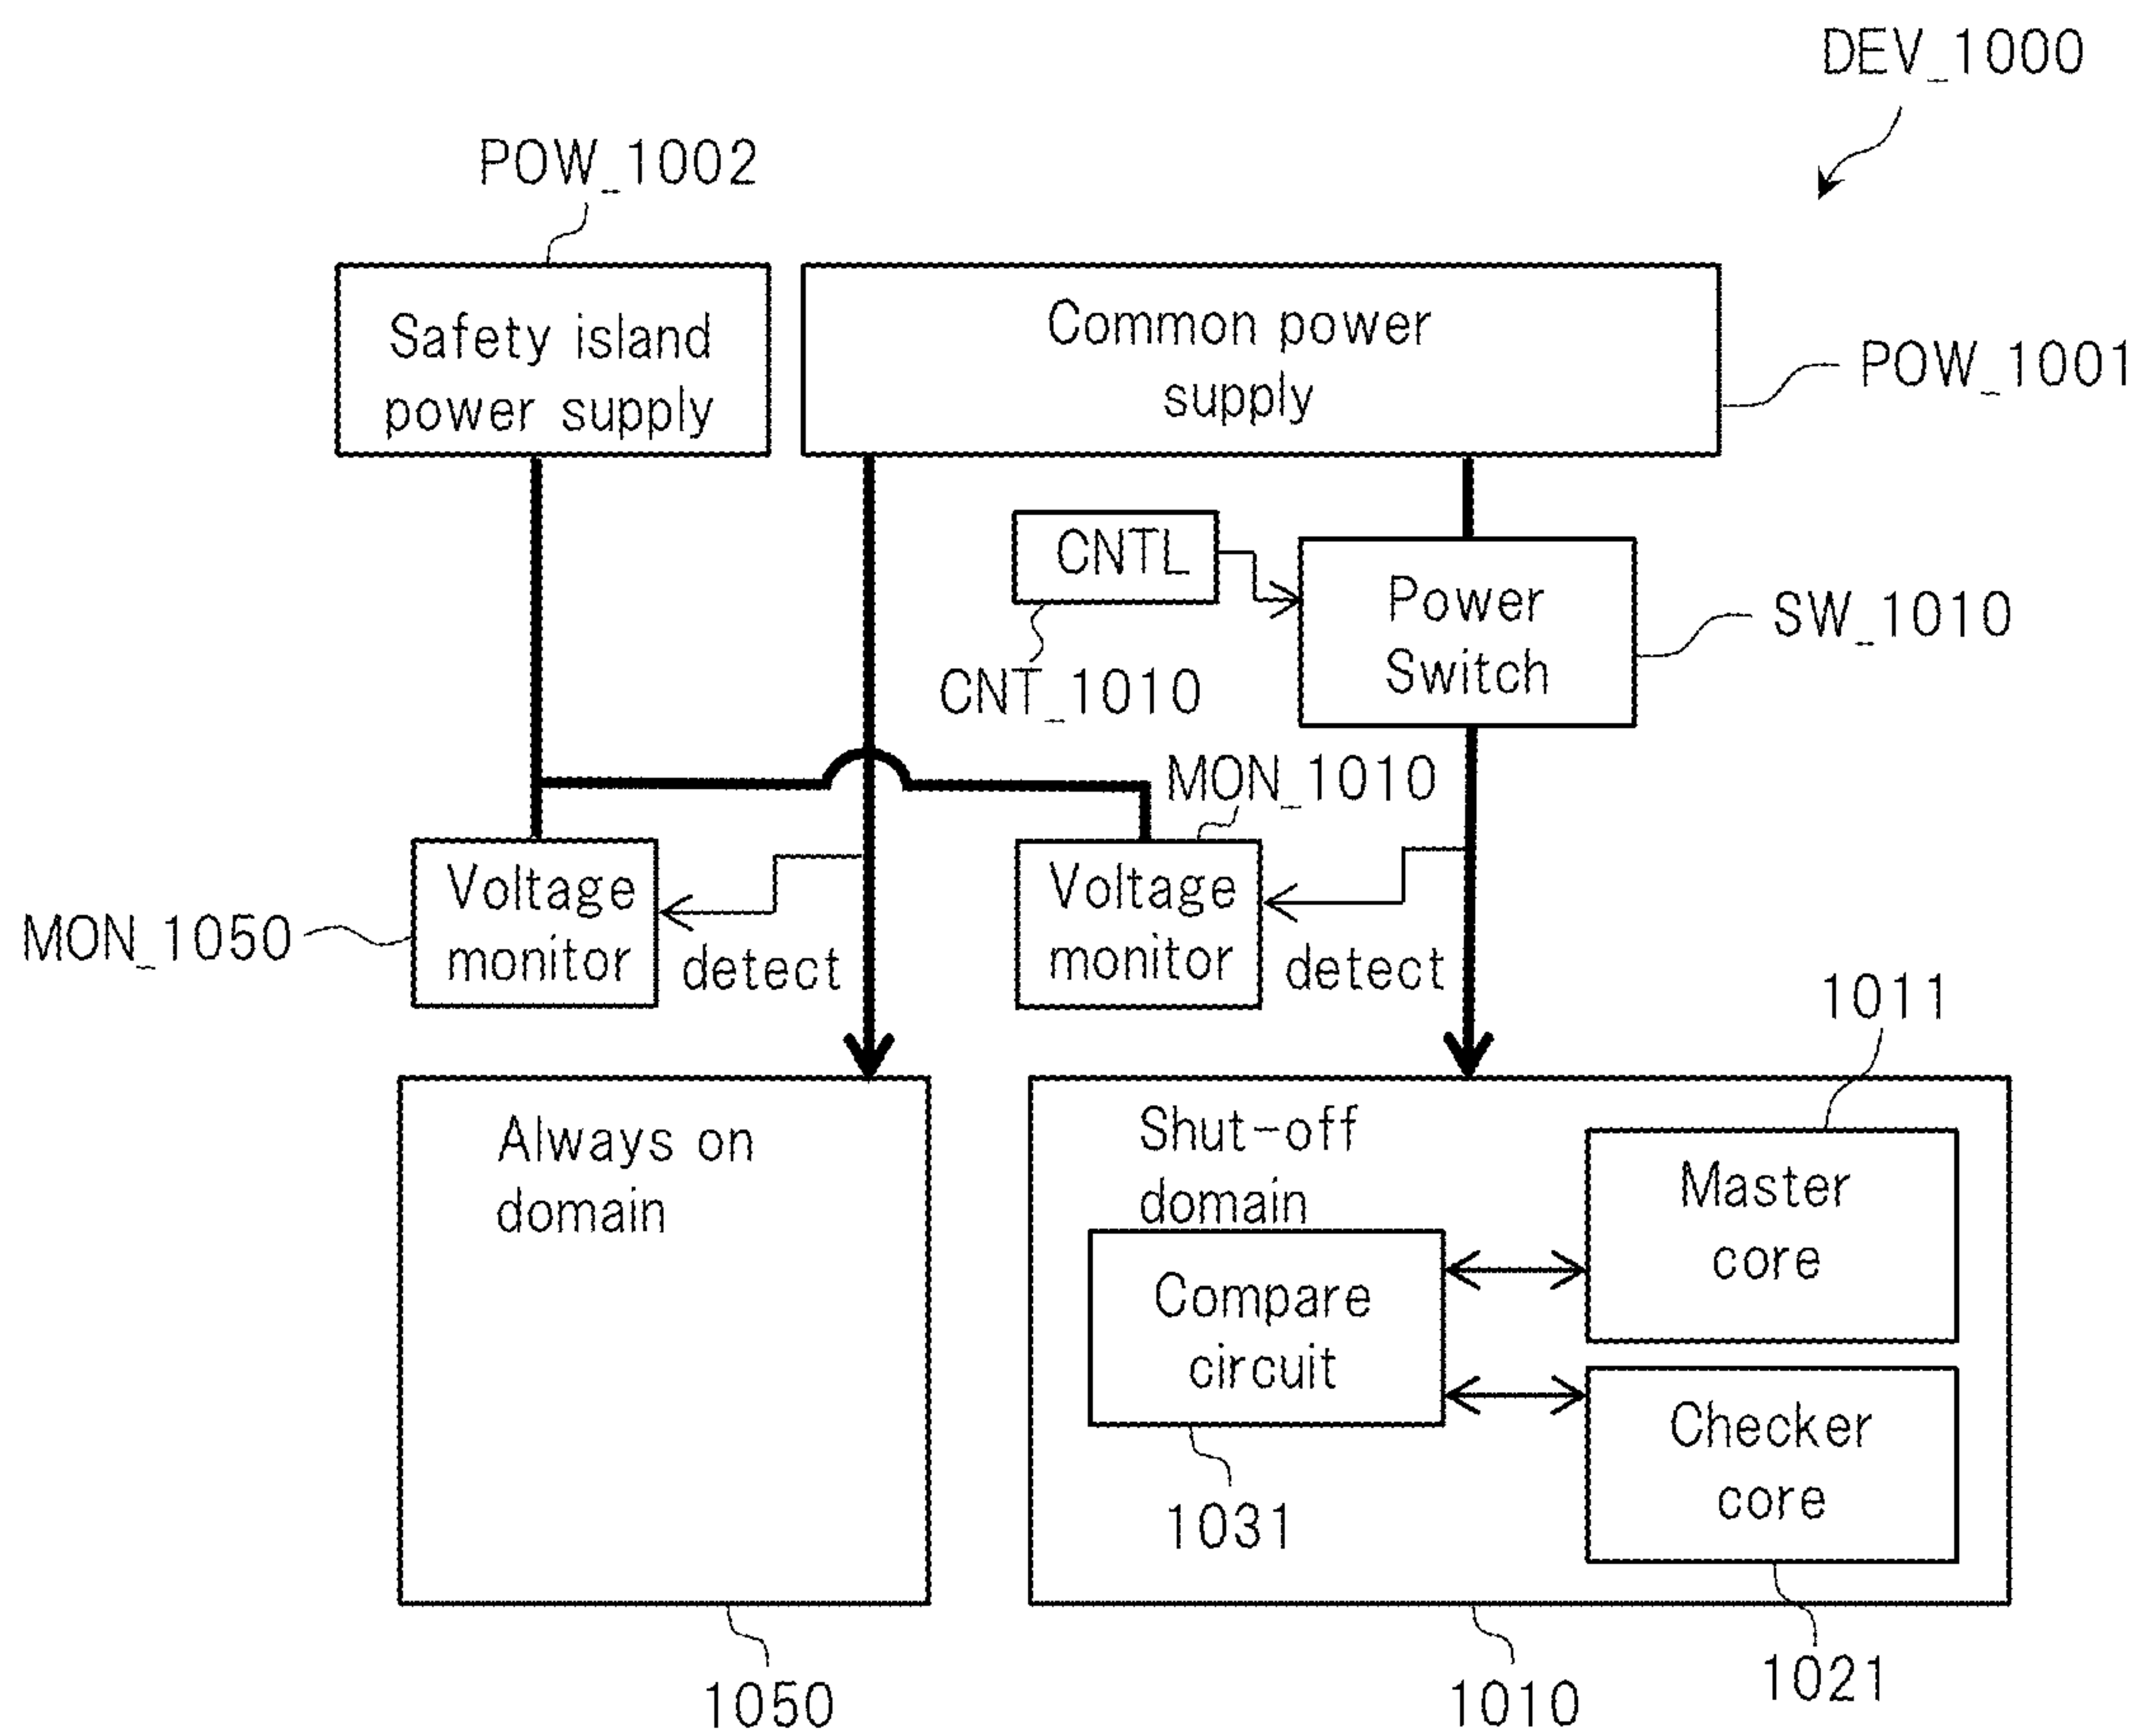 DEV_1000
POW_1002
Safety island
power supply
Common power
supply
POW_1001
CNTL
CNT_1010
Power
Switch
SW_1010
MON_1010
Voltage
monitor
MON_1050
detect
Voltage
monitor
detect
1011
Always on
domain
Shut-off
domain
Master
core
Compare
circuit
Checker
core
1031
1021
1050
1010